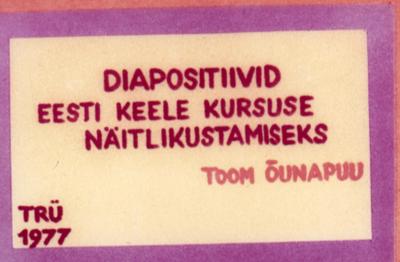 DIAPOSITIIVID
EESTI KEELE KURSUSE
NÄITLIKUSTAMISEKS
TOOM ÕUNAPUU
TRÜ
1977